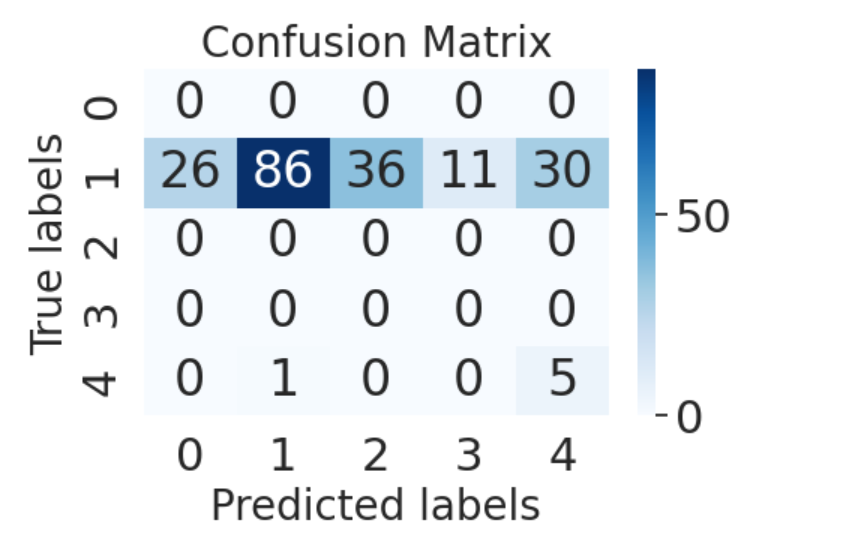 Confusion Matrix
True labels
0 0 0 0 0 0
1 26 86 36 11 30
2 0 0 0 0 0
3 0 0 0 0 0
4 0 1 0 0 5
0 1 2 3 4
Predicted labels
50
0